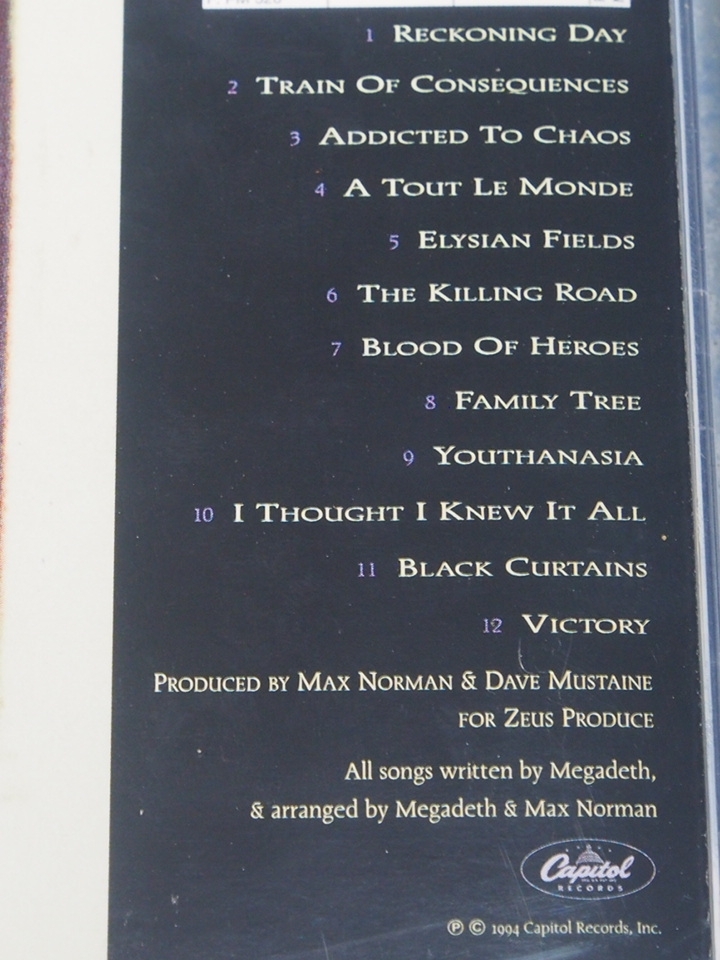 1 RECKONING DAY
2 TRAIN OF CONSEQUENCES
3 ADDICTED TO CHAOS
4 A TOUT LE MONDE
5 ELYSIAN FIELDS
6 THE KILLING ROAD
7 BLOOD OF HEROES
8 FAMILY TREE
9 YOUTHANASIA
10 I THOUGHT I KNEW IT ALL
11 BLACK CURTAINS
12 VICTORY
PRODUCED BY MAX NORMAN & DAVE MUSTAINE
FOR ZEUS PRODUCE
All songs written by Megadeth,
& arranged by Megadeth & Max Norman
Capitol
RECORDS
℗ © 1994 Capitol Records, Inc.